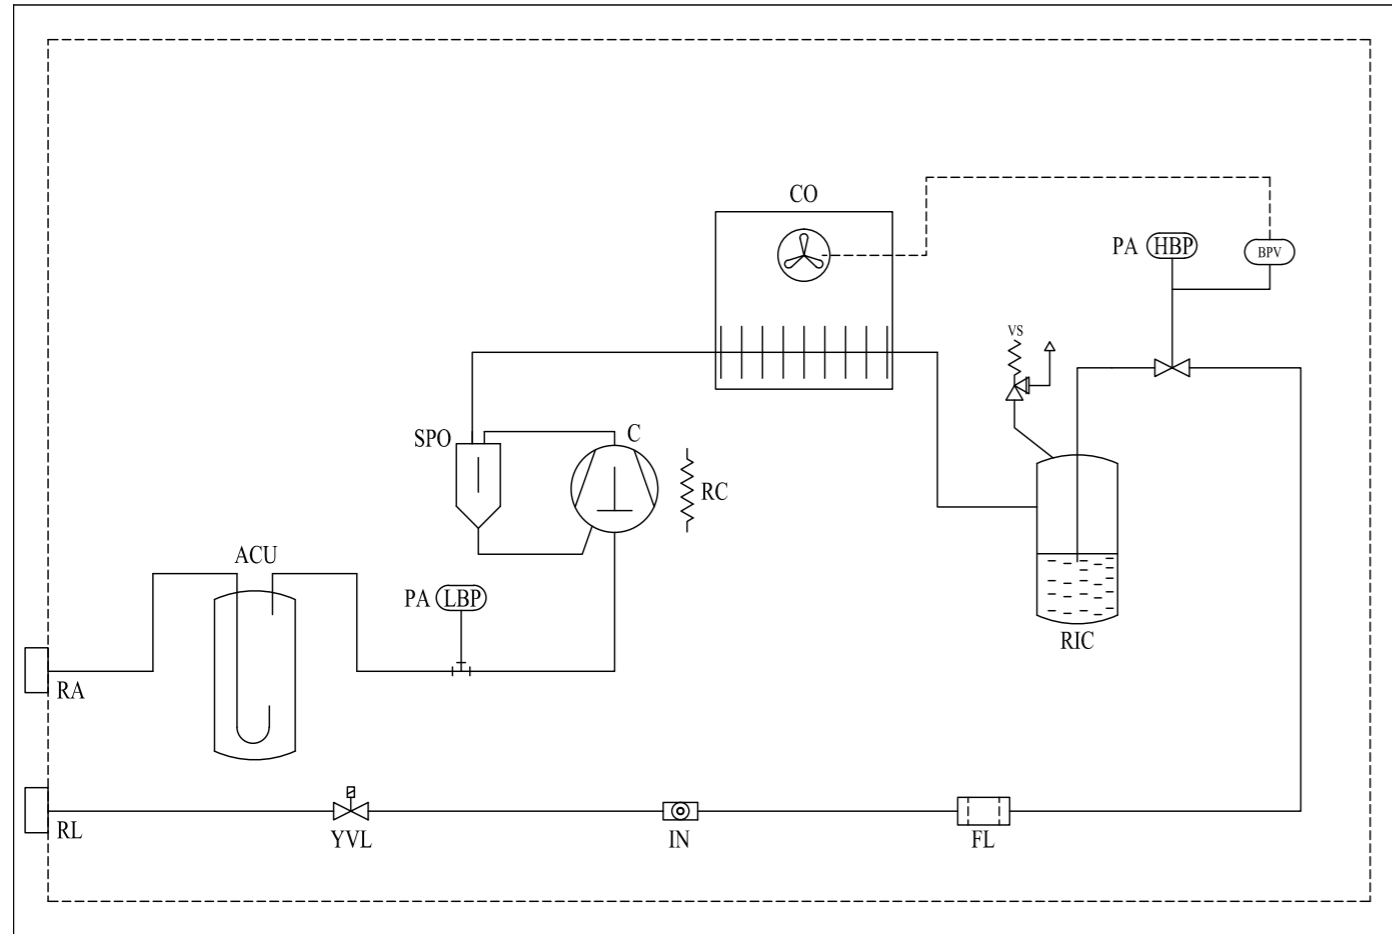 CO
PA HBP
BPV
VS
SPO
C
RC
ACU
PA LBP
RIC
RA
RL
YVL
IN
FL